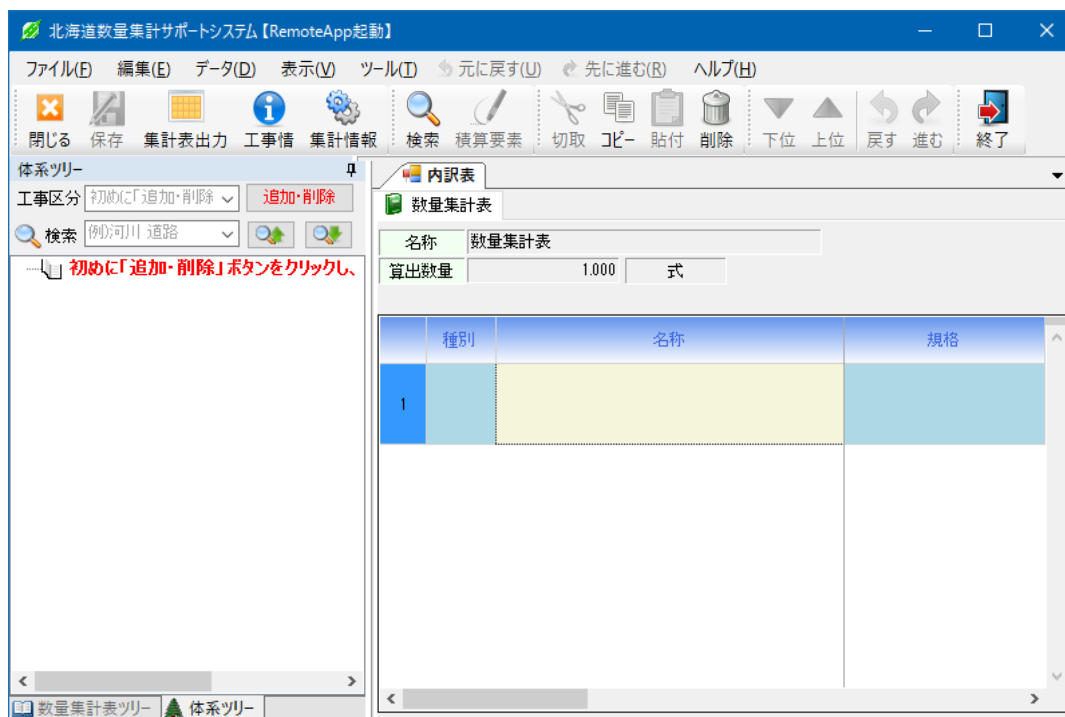 北海道数量集計サポートシステム【RemoteApp起動】
ファイル(F) 編集(E) データ(D) 表示(V) ツール(T) 元に戻す(U) 先に進む(R) ヘルプ(H)
閉じる 保存 集計表出力 工事情 集計情報 検索 積算要素 切取 コピー 貼付 削除 下位 上位 戻す 進む 終了
体系ツリー
工事区分 初めに「追加・削除 追加・削除
検索 例)河川 道路
初めに「追加・削除」ボタンをクリックし、
数量集計表ツリー 体系ツリー
内訳表
数量集計表
名称 数量集計表
算出数量 1.000 式
種別 名称 規格
1